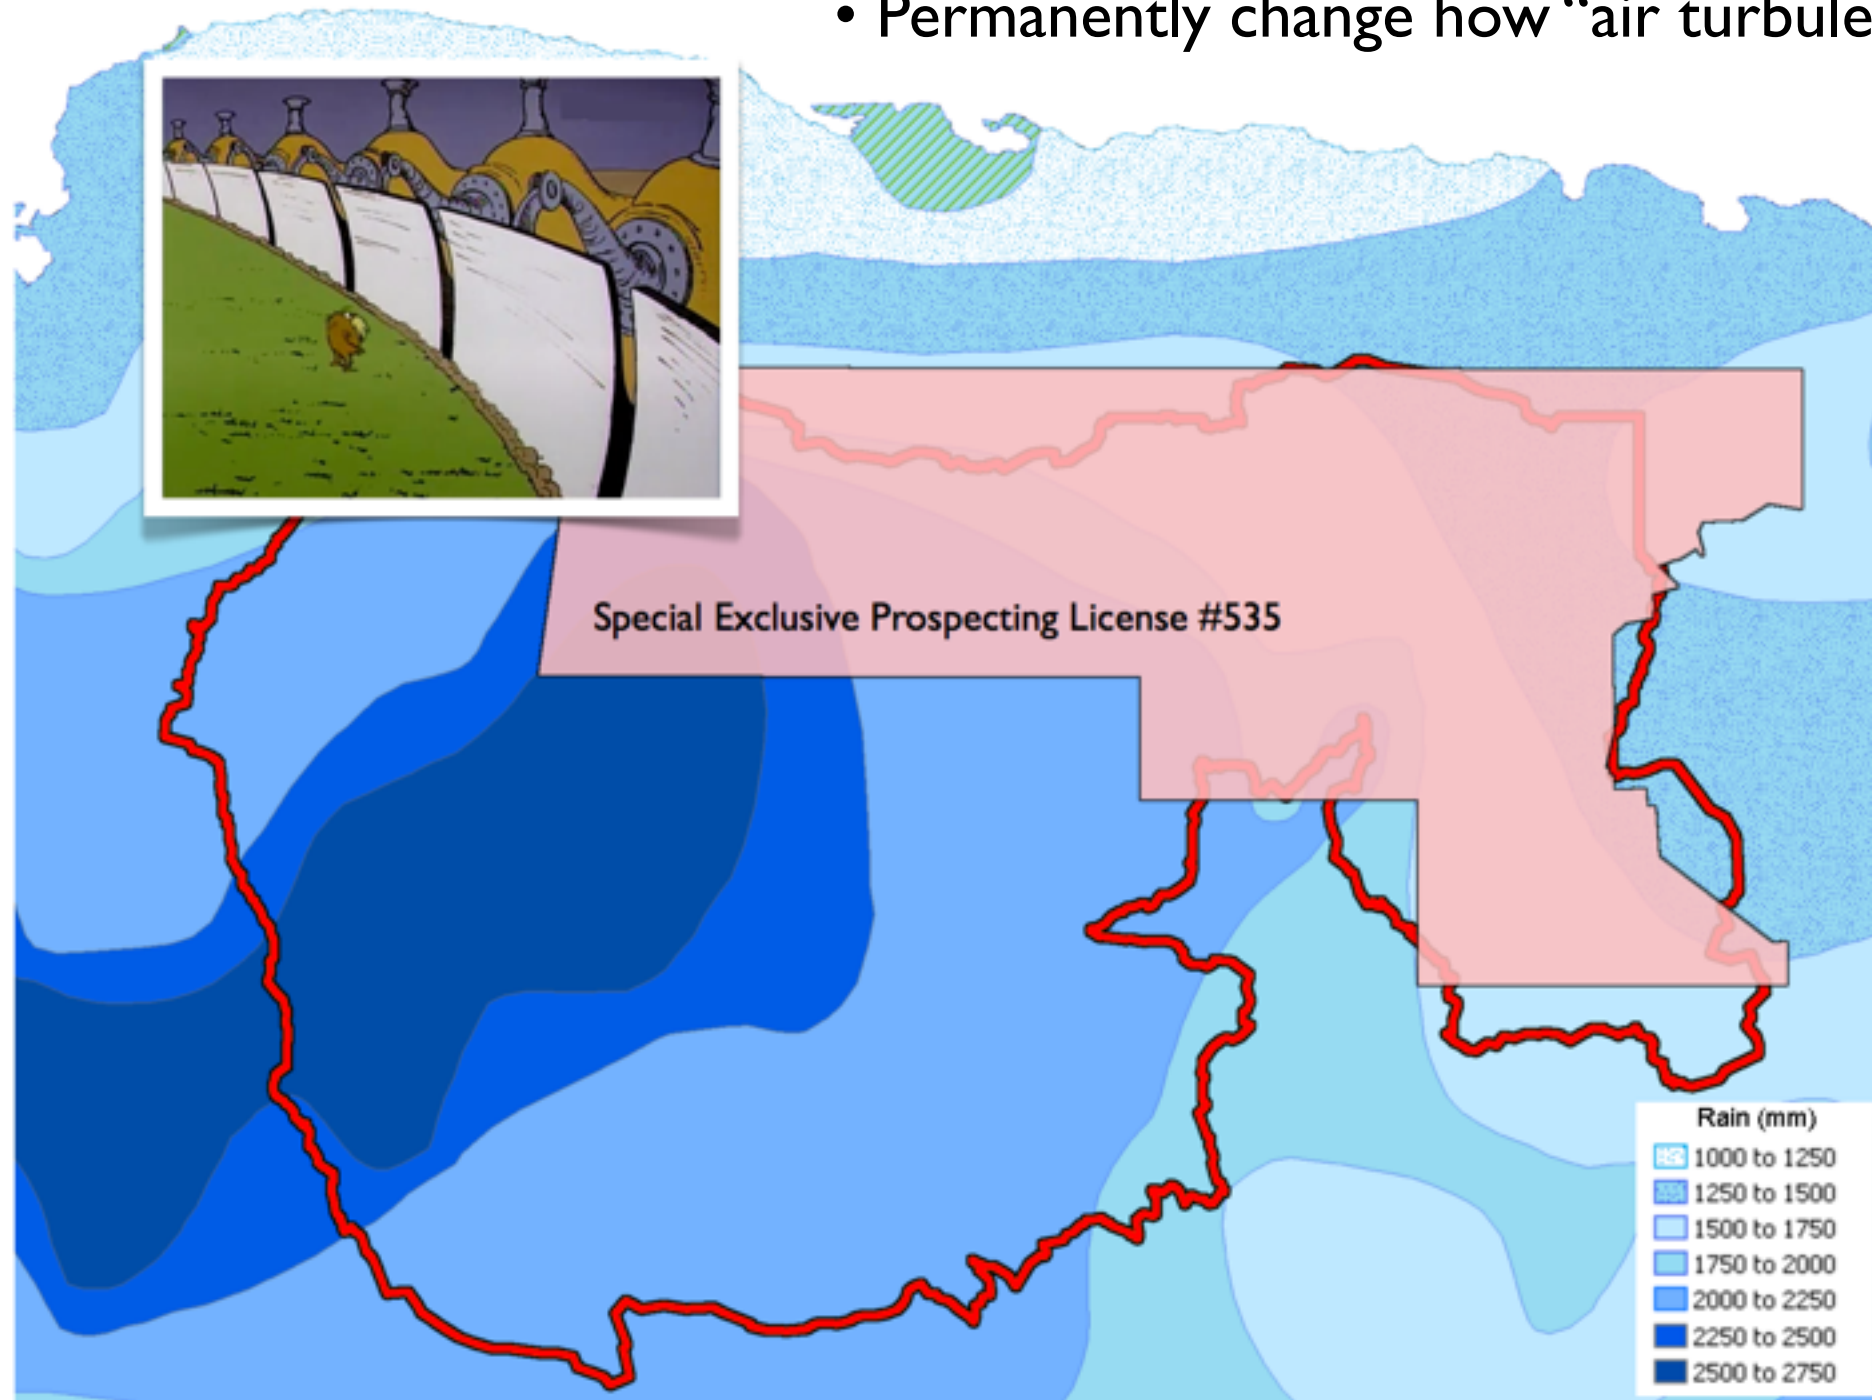 • Permanently change how “air turbule
Special Exclusive Prospecting License #535
Rain (mm)
1000 to 1250
1250 to 1500
1500 to 1750
1750 to 2000
2000 to 2250
2250 to 2500
2500 to 2750